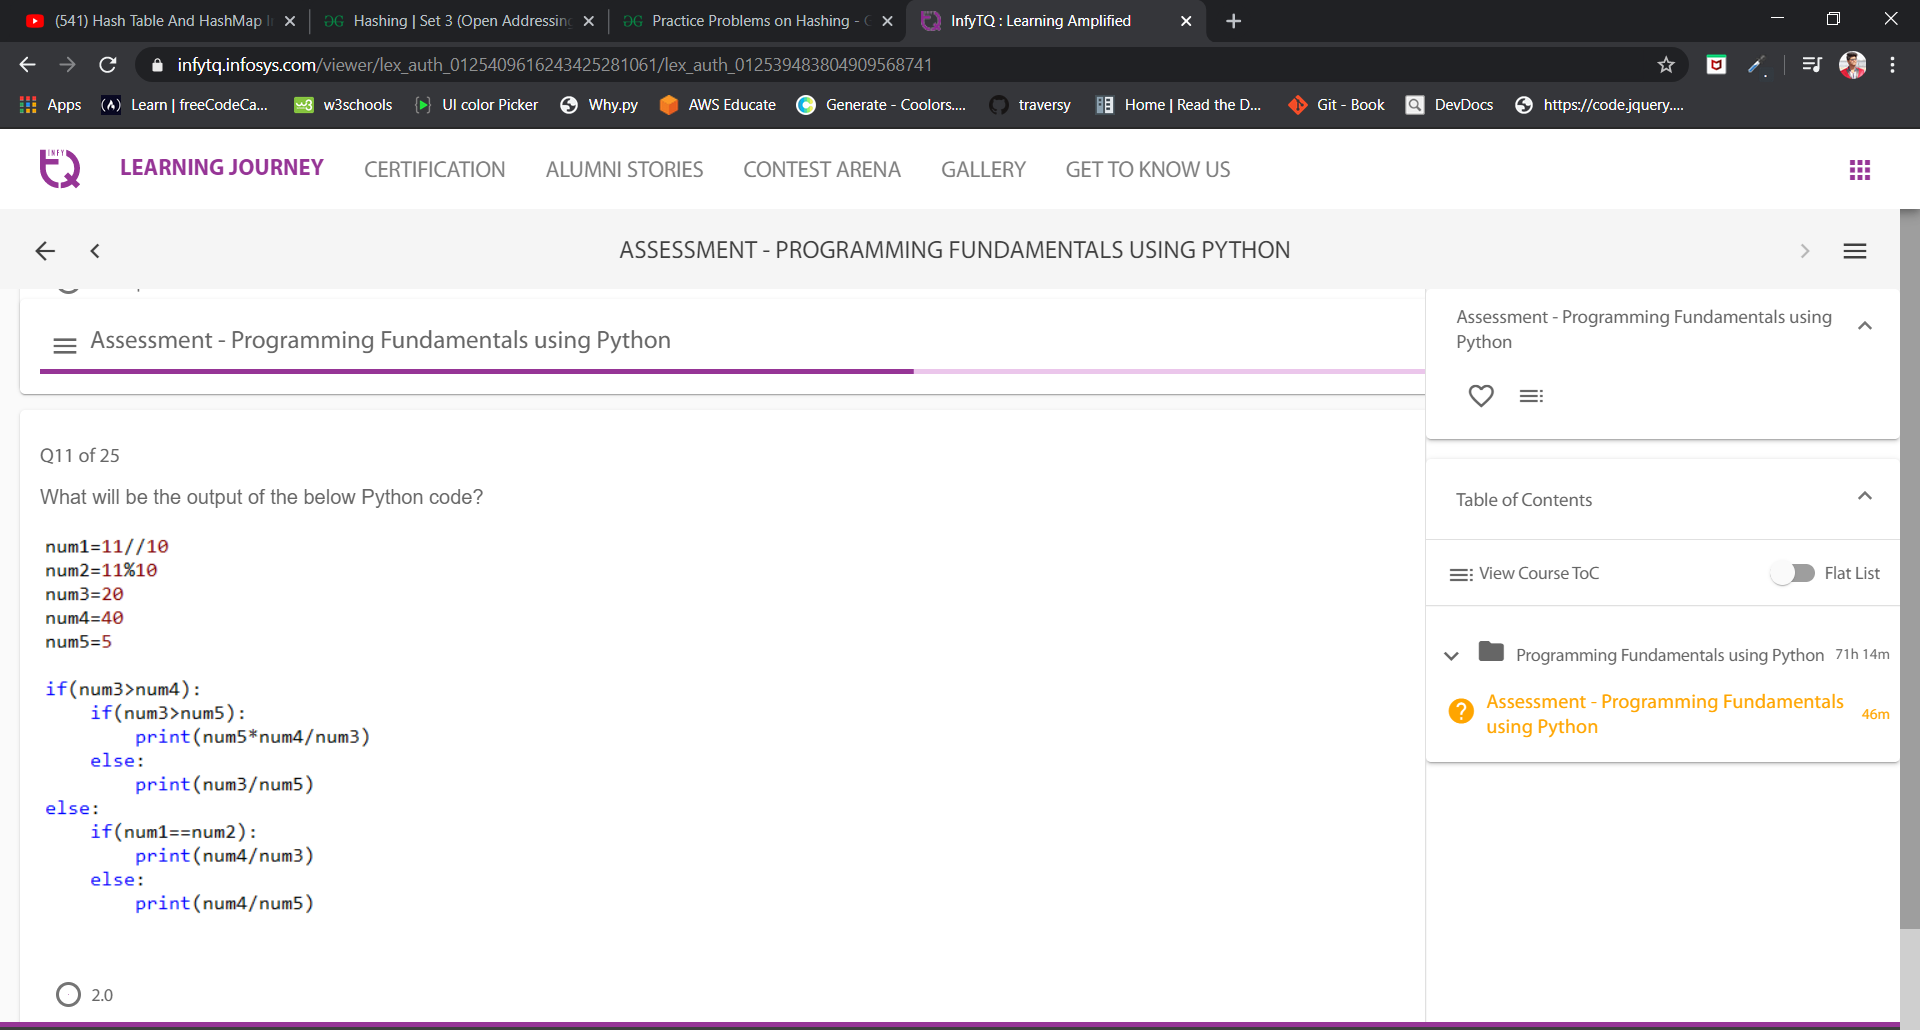 (541) Hash Table And HashMap I
Hashing | Set 3 (Open Addressing
Practice Problems on Hashing -
InfyTQ : Learning Amplified
infytq.infosys.com/viewer/lex_auth_0125409616243425281061/lex_auth_012539483804909568741
Apps
Learn | freeCodeCa...
w3schools
UI color Picker
Why.py
AWS Educate
Generate - Coolors....
traversy
Home | Read the D...
Git - Book
DevDocs
https://code.jquery....
INFY TQ
LEARNING JOURNEY
CERTIFICATION
ALUMNI STORIES
CONTEST ARENA
GALLERY
GET TO KNOW US
ASSESSMENT - PROGRAMMING FUNDAMENTALS USING PYTHON
Assessment - Programming Fundamentals using Python
Q11 of 25
What will be the output of the below Python code?
num1=11//10
num2=11%10
num3=20
num4=40
num5=5
if(num3>num4):
    if(num3>num5):
        print(num5*num4/num3)
    else:
        print(num3/num5)
else:
    if(num1==num2):
        print(num4/num3)
    else:
        print(num4/num5)
2.0
Assessment - Programming Fundamentals using
Python
Table of Contents
View Course ToC
Flat List
Programming Fundamentals using Python 71h 14m
Assessment - Programming Fundamentals
using Python
46m